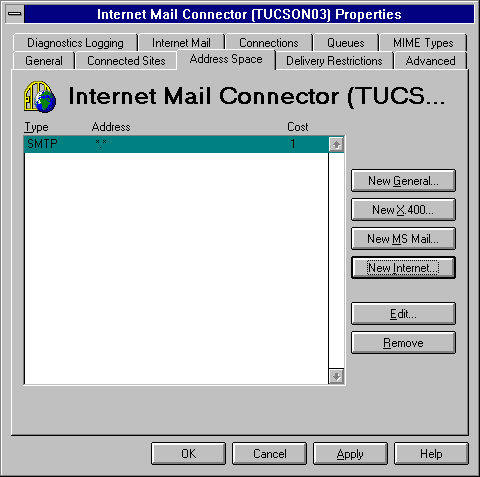 Internet Mail Connector (TUCSON03) Properties
Diagnostics Logging Internet Mail Connections Queues MIME Types
General Connected Sites Address Space Delivery Restrictions Advanced
Internet Mail Connector (TUCS...
Type Address Cost
SMTP *.* 1
New General...
New X.400...
New MS Mail...
New Internet...
Edit...
Remove
OK Cancel Apply Help